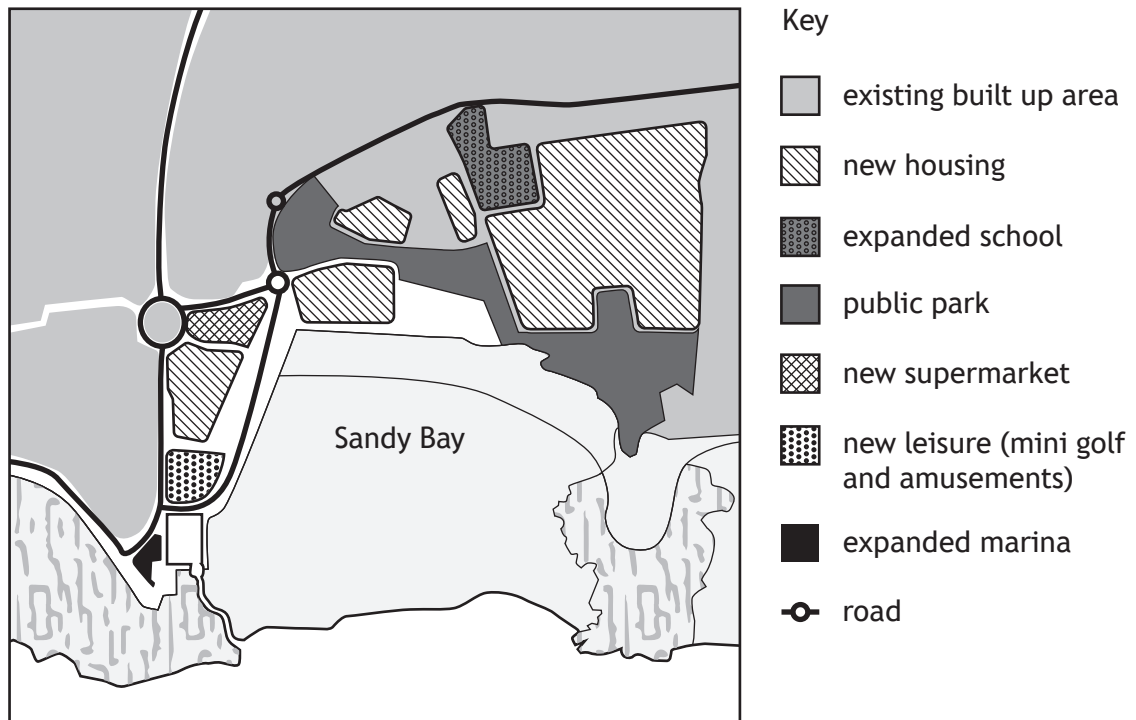 Key
existing built up area
new housing
expanded school
public park
new supermarket
new leisure (mini golf
and amusements)
expanded marina
road
Sandy Bay